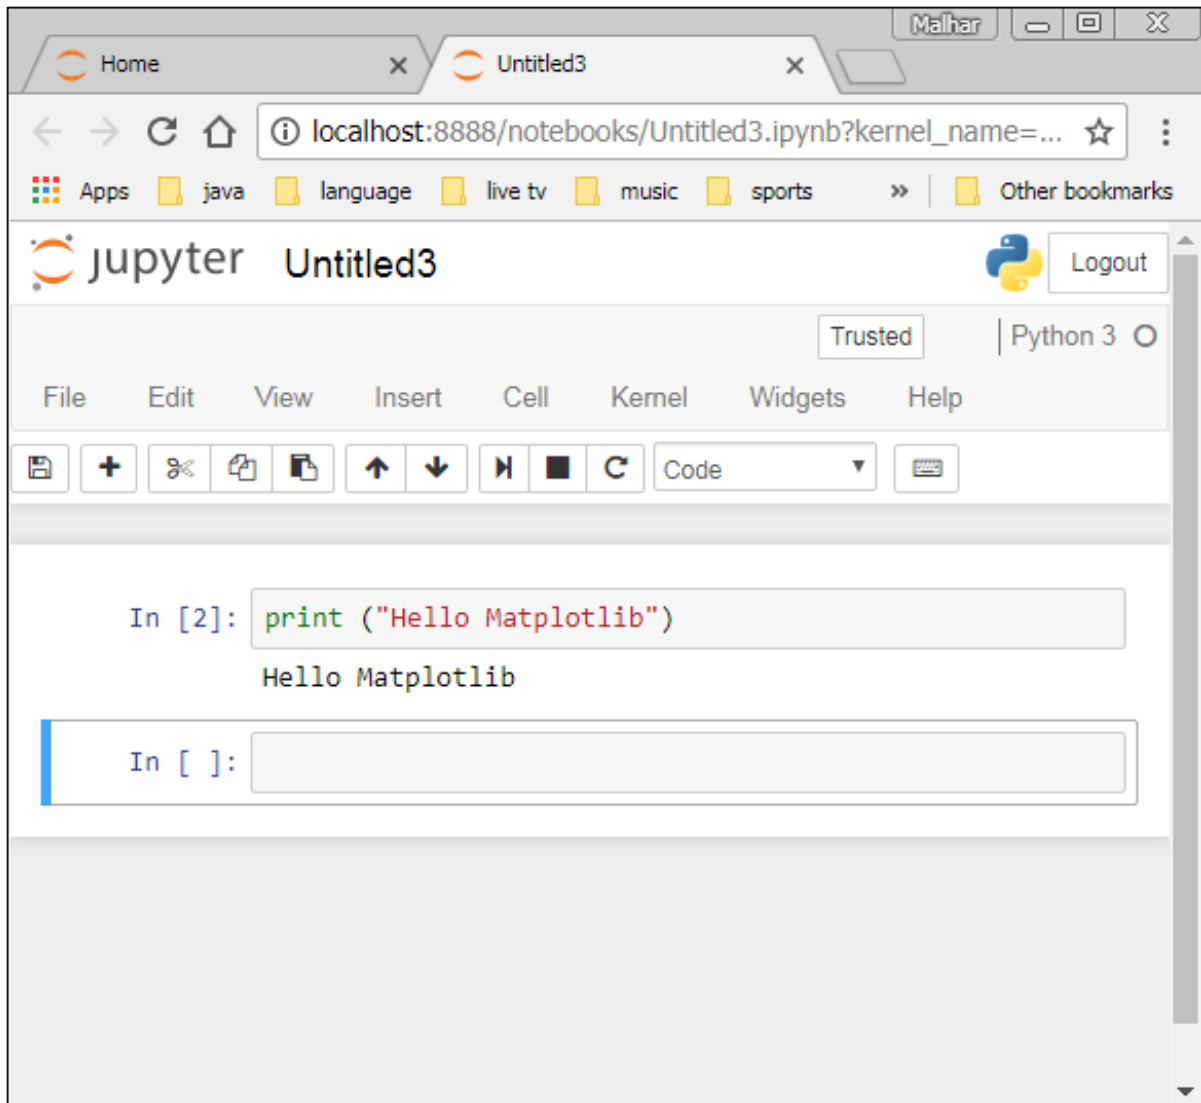 Malhar
Home Untitled3
localhost:8888/notebooks/Untitled3.ipynb?kernel_name=...
Apps java language live tv music sports » Other bookmarks
jupyter Untitled3 Logout
Trusted Python 3
File Edit View Insert Cell Kernel Widgets Help
Code
In [2]: print ("Hello Matplotlib")
Hello Matplotlib
In [ ]: